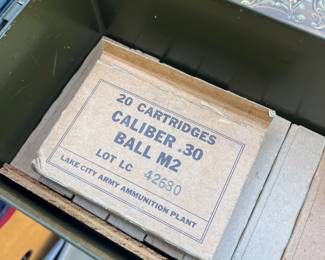 20 CARTRIDGES
CALIBER .30
BALL M2
LOT LC 42630
LAKE CITY ARMY AMMUNITION PLANT